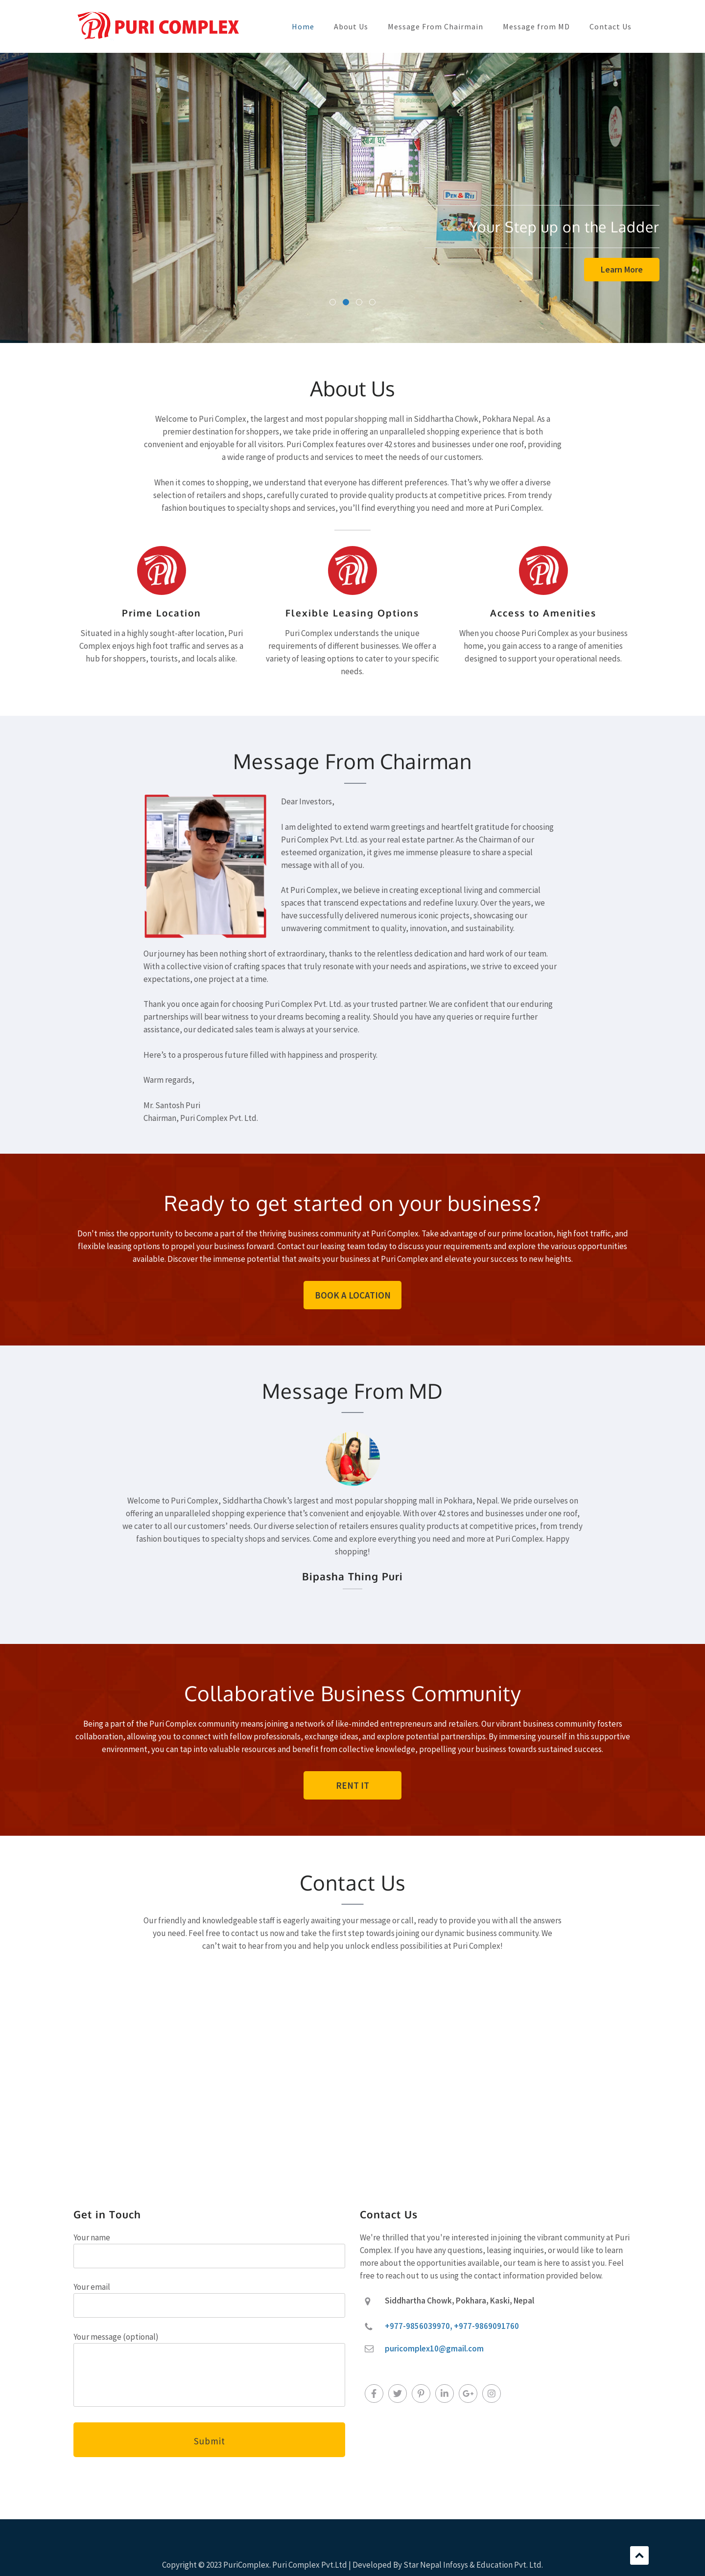 PURI COMPLEX
Home
About Us
Message From Chairmain
Message from MD
Contact Us
Your Step up on the Ladder
Learn More
About Us
Welcome to Puri Complex, the largest and most popular shopping mall in Siddhartha Chowk, Pokhara Nepal. As a
premier destination for shoppers, we take pride in offering an unparalleled shopping experience that is both
convenient and enjoyable for all visitors. Puri Complex features over 42 stores and businesses under one roof, providing
a wide range of products and services to meet the needs of our customers.
When it comes to shopping, we understand that everyone has different preferences. That’s why we offer a diverse
selection of retailers and shops, carefully curated to provide quality products at competitive prices. From trendy
fashion boutiques to specialty shops and services, you’ll find everything you need and more at Puri Complex.
Prime Location
Situated in a highly sought-after location, Puri
Complex enjoys high foot traffic and serves as a
hub for shoppers, tourists, and locals alike.
Flexible Leasing Options
Puri Complex understands the unique
requirements of different businesses. We offer a
variety of leasing options to cater to your specific
needs.
Access to Amenities
When you choose Puri Complex as your business
home, you gain access to a range of amenities
designed to support your operational needs.
Message From Chairman
Dear Investors,
I am delighted to extend warm greetings and heartfelt gratitude for choosing
Puri Complex Pvt. Ltd. as your real estate partner. As the Chairman of our
esteemed organization, it gives me immense pleasure to share a special
message with all of you.
At Puri Complex, we believe in creating exceptional living and commercial
spaces that transcend expectations and redefine luxury. Over the years, we
have successfully delivered numerous iconic projects, showcasing our
unwavering commitment to quality, innovation, and sustainability.
Our journey has been nothing short of extraordinary, thanks to the relentless dedication and hard work of our team.
With a collective vision of crafting spaces that truly resonate with your needs and aspirations, we strive to exceed your
expectations, one project at a time.
Thank you once again for choosing Puri Complex Pvt. Ltd. as your trusted partner. We are confident that our enduring
partnerships will bear witness to your dreams becoming a reality. Should you have any queries or require further
assistance, our dedicated sales team is always at your service.
Here’s to a prosperous future filled with happiness and prosperity.
Warm regards,
Mr. Santosh Puri
Chairman, Puri Complex Pvt. Ltd.
Ready to get started on your business?
Don’t miss the opportunity to become a part of the thriving business community at Puri Complex. Take advantage of our prime location, high foot traffic, and
flexible leasing options to propel your business forward. Contact our leasing team today to discuss your requirements and explore the various opportunities
available. Discover the immense potential that awaits your business at Puri Complex and elevate your success to new heights.
BOOK A LOCATION
Message From MD
Welcome to Puri Complex, Siddhartha Chowk’s largest and most popular shopping mall in Pokhara, Nepal. We pride ourselves on
offering an unparalleled shopping experience that’s convenient and enjoyable. With over 42 stores and businesses under one roof,
we cater to all our customers’ needs. Our diverse selection of retailers ensures quality products at competitive prices, from trendy
fashion boutiques to specialty shops and services. Come and explore everything you need and more at Puri Complex. Happy
shopping!
Bipasha Thing Puri
Collaborative Business Community
Being a part of the Puri Complex community means joining a network of like-minded entrepreneurs and retailers. Our vibrant business community fosters
collaboration, allowing you to connect with fellow professionals, exchange ideas, and explore potential partnerships. By immersing yourself in this supportive
environment, you can tap into valuable resources and benefit from collective knowledge, propelling your business towards sustained success.
RENT IT
Contact Us
Our friendly and knowledgeable staff is eagerly awaiting your message or call, ready to provide you with all the answers
you need. Feel free to contact us now and take the first step towards joining our dynamic business community. We
can’t wait to hear from you and help you unlock endless possibilities at Puri Complex!
Get in Touch
Your name
Your email
Your message (optional)
Submit
Contact Us
We’re thrilled that you’re interested in joining the vibrant community at Puri
Complex. If you have any questions, leasing inquiries, or would like to learn
more about the opportunities available, our team is here to assist you. Feel
free to reach out to us using the contact information provided below.
Siddhartha Chowk, Pokhara, Kaski, Nepal
+977-9856039970, +977-9869091760
puricomplex10@gmail.com
Copyright © 2023 PuriComplex. Puri Complex Pvt.Ltd | Developed By Star Nepal Infosys & Education Pvt. Ltd.